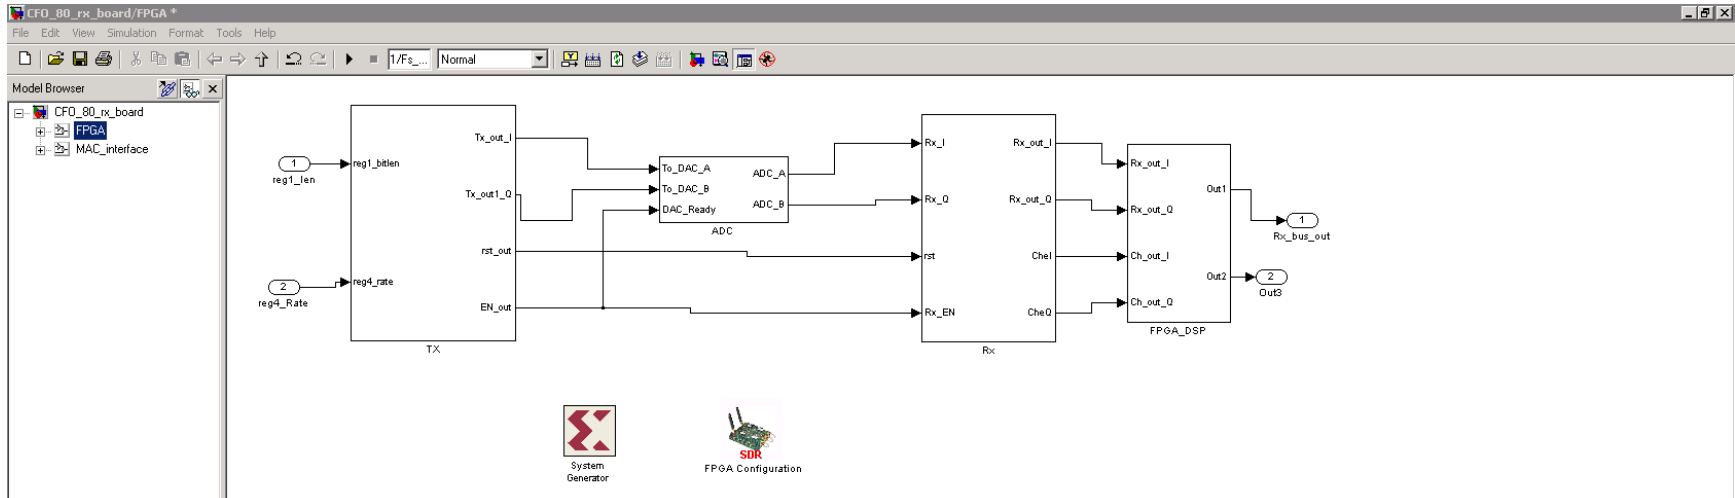 CFO_80_rx_board/FPGA *
File Edit View Simulation Format Tools Help
1/Fs_... Normal
Model Browser
CFO_80_rx_board
FPGA
MAC_interface
1
reg1_len
2
reg4_Rate
reg1_bitlen
reg4_rate
Tx_out_I
Tx_out1_Q
rst_out
EN_out
TX
To_DAC_A
To_DAC_B
DAC_Ready
ADC_A
ADC_B
ADC
Rx_I
Rx_Q
rst
Rx_EN
Rx_out_I
Rx_out_Q
CheI
CheQ
Rx
Rx_out_I
Rx_out_Q
Ch_out_I
Ch_out_Q
Out1
Out2
FPGA_DSP
1
Rx_bus_out
2
Out3
System
Generator
SDR
FPGA Configuration